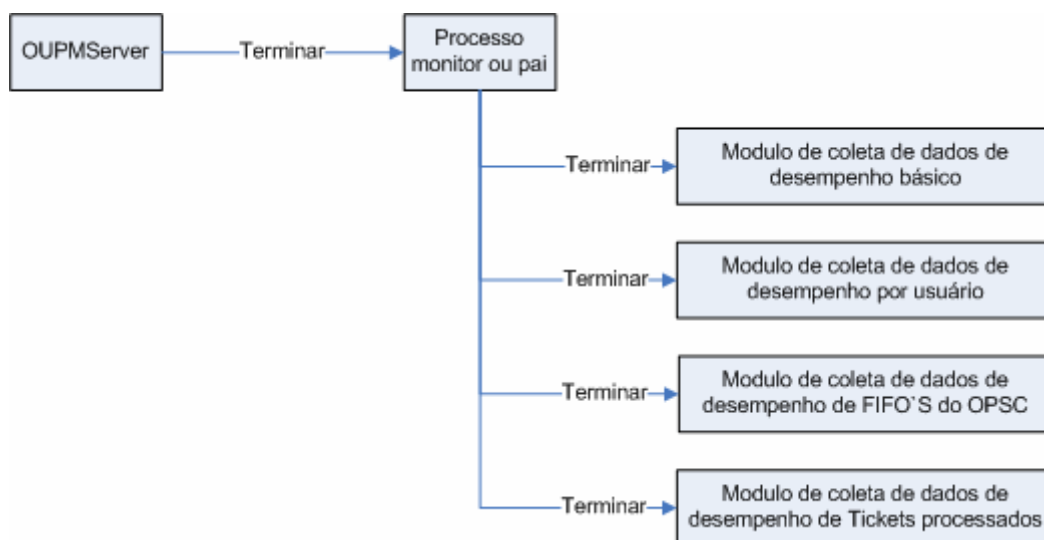 OUPMServer
Terminar
Processo
monitor ou pai
Terminar
Modulo de coleta de dados de
desempenho básico
Terminar
Modulo de coleta de dados de
desempenho por usuário
Terminar
Modulo de coleta de dados de
desempenho de FIFO`S do OPSC
Terminar
Modulo de coleta de dados de
desempenho de Tickets processados